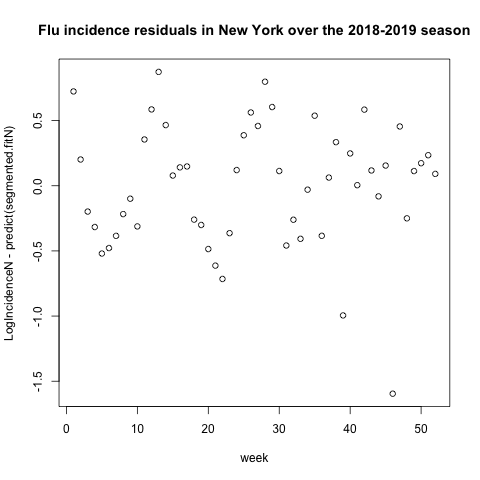 Flu incidence residuals in New York over the 2018-2019 season
LogIncidenceN - predict(segmented.fitN)
0.5
0.0
-0.5
-1.0
-1.5
0 10 20 30 40 50
week